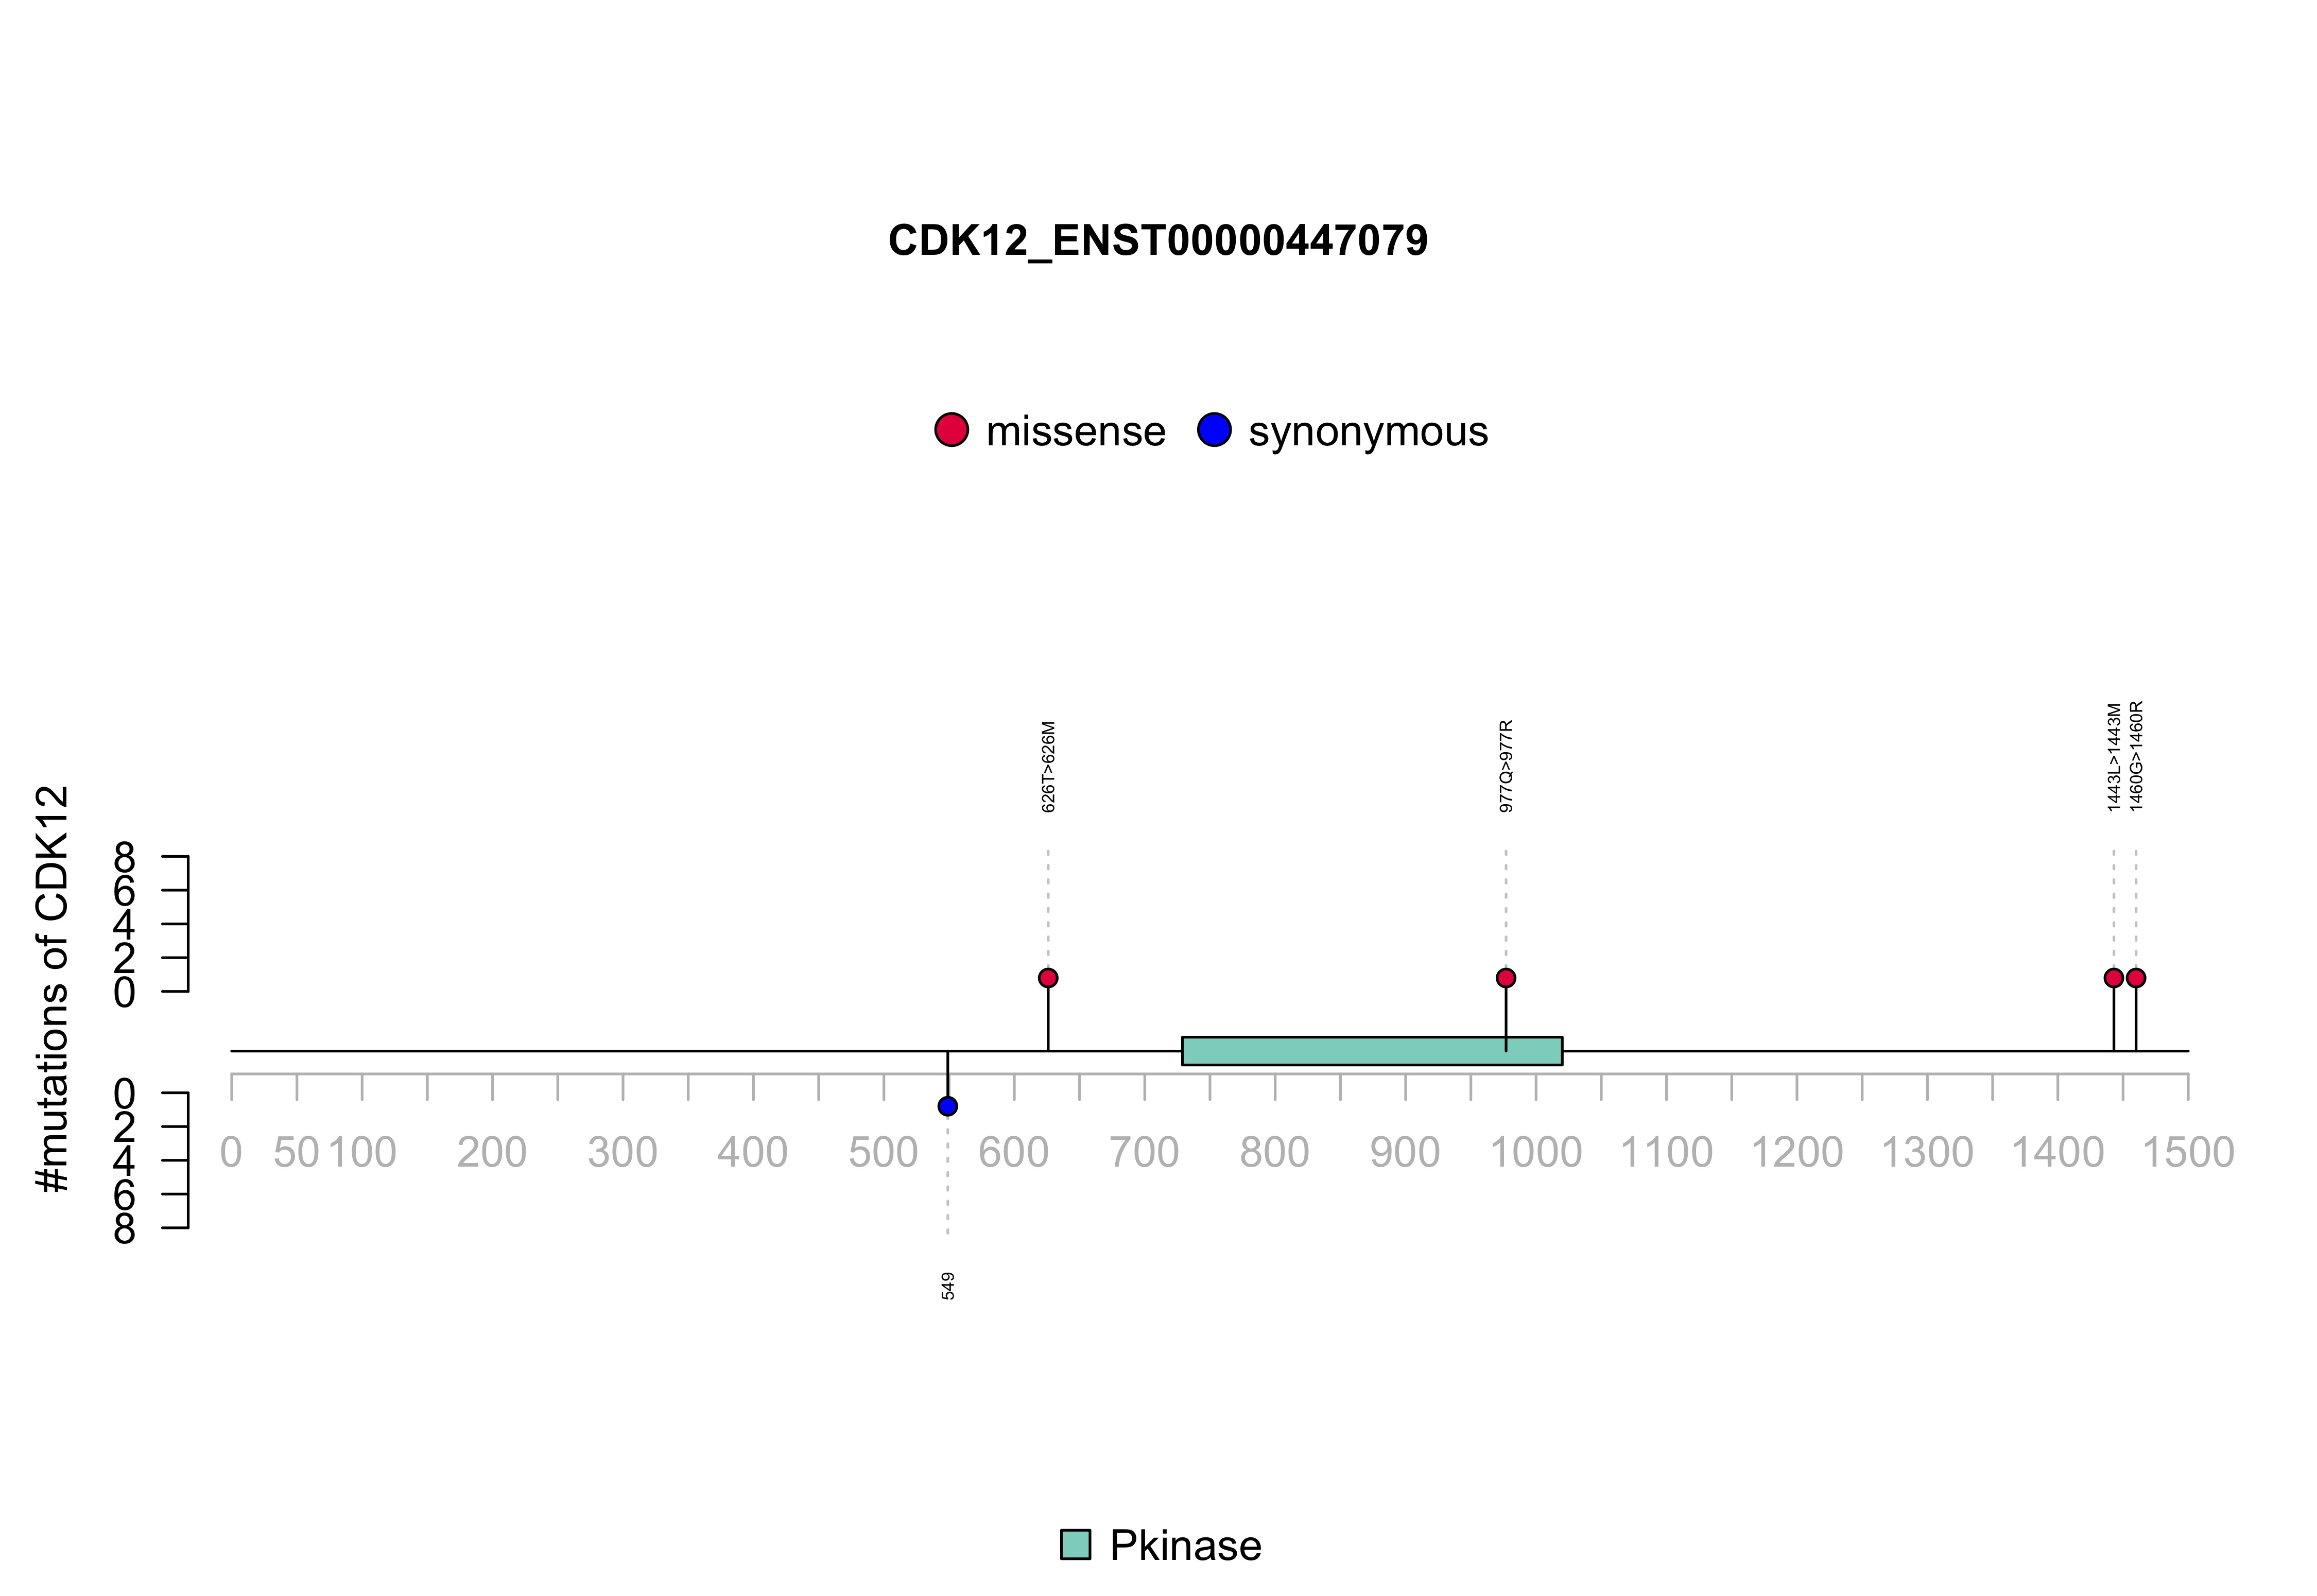 CDK12_ENST00000447079
missense synonymous
626T>626M
977Q>977R
1443L>1443M
1460G>1460R
#mutations of CDK12
8
6
4
2
0
0
2
4
6
8
0 50 100 200 300 400 500 600 700 800 900 1000 1100 1200 1300 1400 1500
549
Pkinase